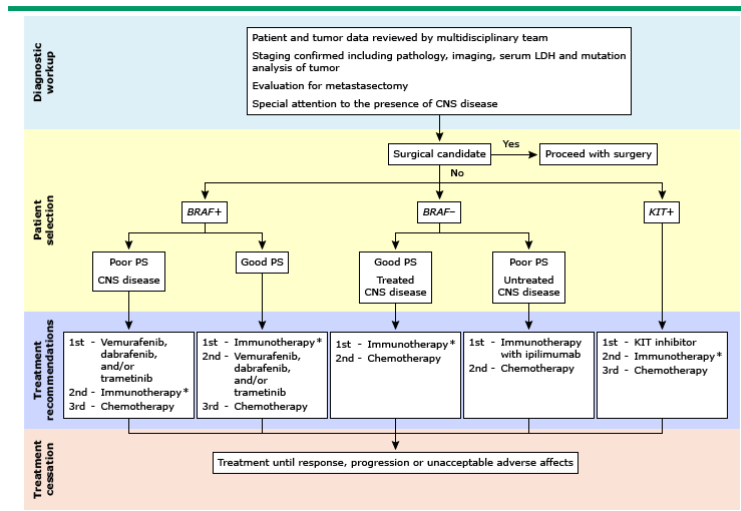 Diagnostic
workup
Patient and tumor data reviewed by multidisciplinary team
Staging confirmed including pathology, imaging, serum LDH and mutation
analysis of tumor
Evaluation for metastasectomy
Special attention to the presence of CNS disease
Patient
selection
Surgical candidate
Yes
Proceed with surgery
No
BRAF+
BRAF–
KIT+
Poor PS
CNS disease
Good PS
Good PS
Treated
CNS disease
Poor PS
Untreated
CNS disease
Treatment
recommendations
1st - Vemurafenib,
dabrafenib,
and/or
trametinib
2nd - Immunotherapy*
3rd - Chemotherapy
1st - Immunotherapy*
2nd - Vemurafenib,
dabrafenib,
and/or
trametinib
3rd - Chemotherapy
1st - Immunotherapy*
2nd - Chemotherapy
1st - Immunotherapy
with ipilimumab
2nd - Chemotherapy
1st - KIT inhibitor
2nd - Immunotherapy*
3rd - Chemotherapy
Treatment
cessation
Treatment until response, progression or unacceptable adverse affects